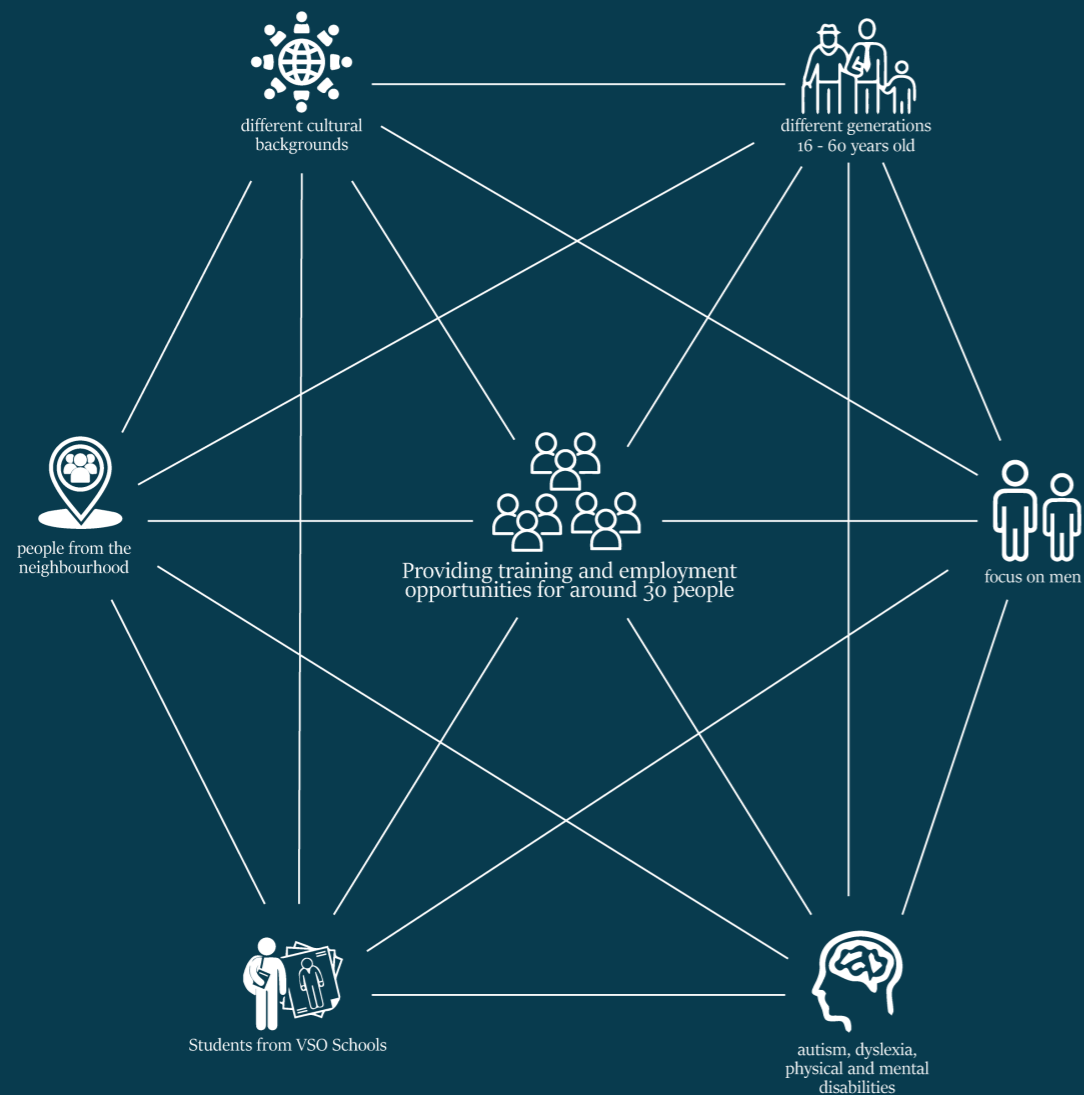 different cultural
backgrounds
different generations
16 - 60 years old
people from the
neighbourhood
Providing training and employment
opportunities for around 30 people
focus on men
Students from VSO Schools
autism, dyslexia,
physical and mental
disabilities